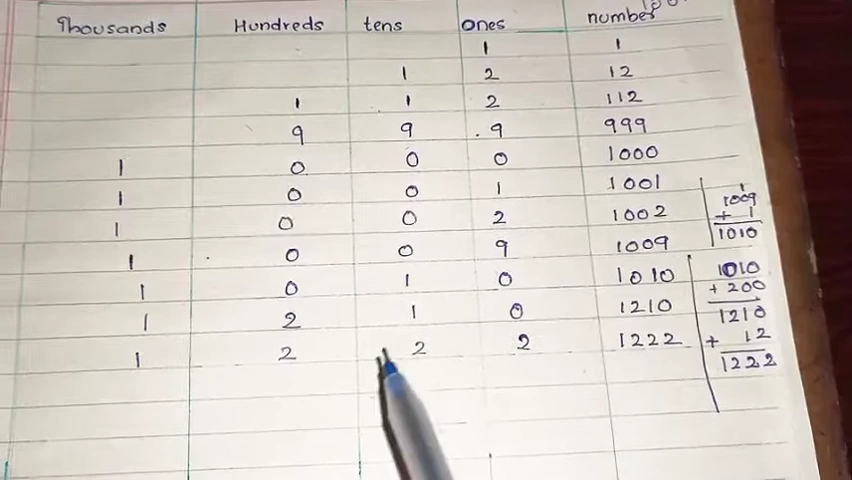 Thousands Hundreds tens ones number
1 1
1 2 12
1 1 2 112
9 9 9 999
1 0 0 0 1000
1 0 0 1 1001
1 0 0 2 1002
1 0 0 9 1009
1 0 1 0 1010
1 2 1 0 1210
1 2 2 2 1222
1
1009
+ 1
1010
1010
+ 200
1210
+ 12
1222